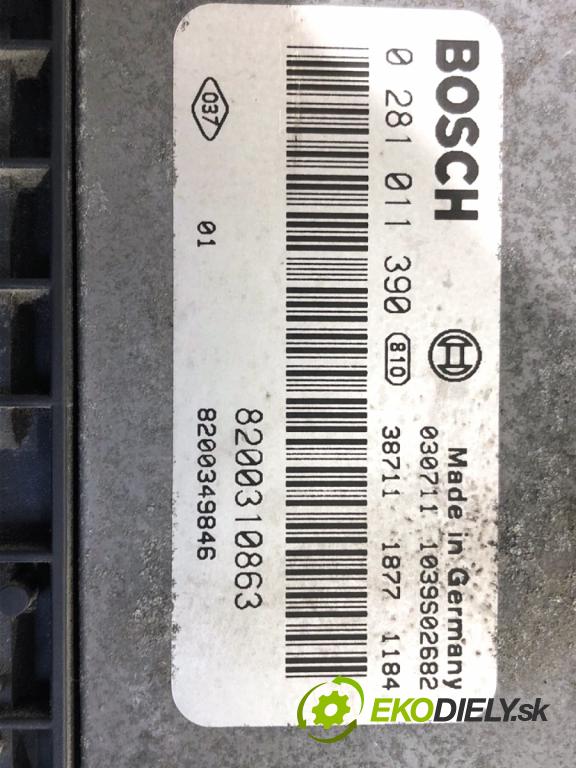 BOSCH
Made in Germany
030711 1039S02682
0 281 011 390 810 38711 1877 1184
8200310863
037 01 8200349846
EKODIELY.sk